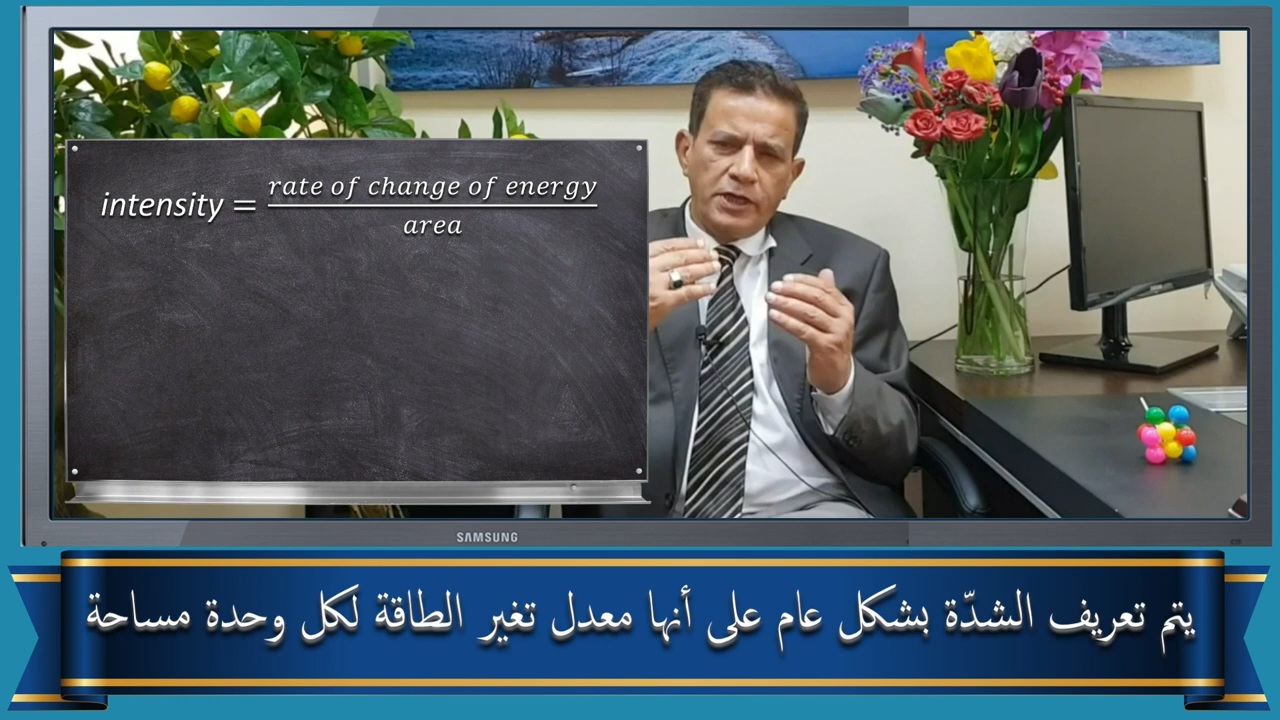 intensity = rate of change of energy / area
SAMSUNG
يتم تعريف الشدّة بشكل عام على أنها معدل تغير الطاقة لكل وحدة مساحة